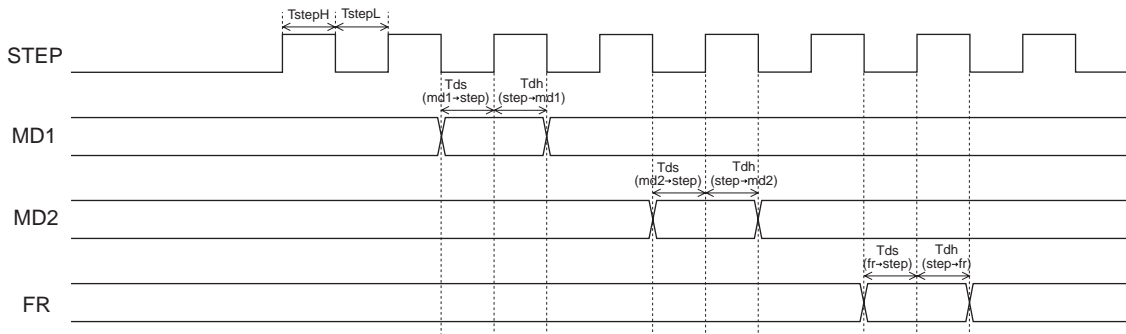 TstepH TstepL
STEP
Tds Tdh
(md1→step) (step→md1)
MD1
Tds Tdh
(md2→step) (step→md2)
MD2
Tds Tdh
(fr→step) (step→fr)
FR